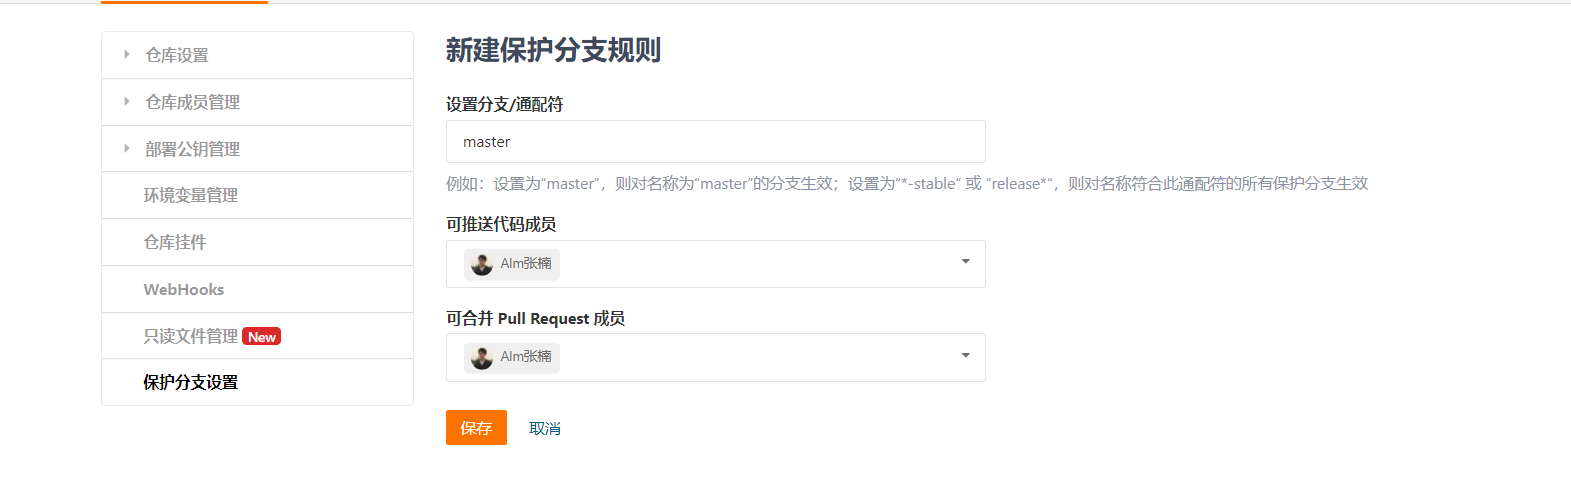 仓库设置
仓库成员管理
部署公钥管理
环境变量管理
仓库挂件
WebHooks
只读文件管理 New
保护分支设置
新建保护分支规则
设置分支/通配符
master
例如：设置为"master"，则对名称为"master"的分支生效；设置为"*-stable" 或 "release*"，则对名称符合此通配符的所有保护分支生效
可推送代码成员
Alm张楠
可合并 Pull Request 成员
Alm张楠
保存 取消